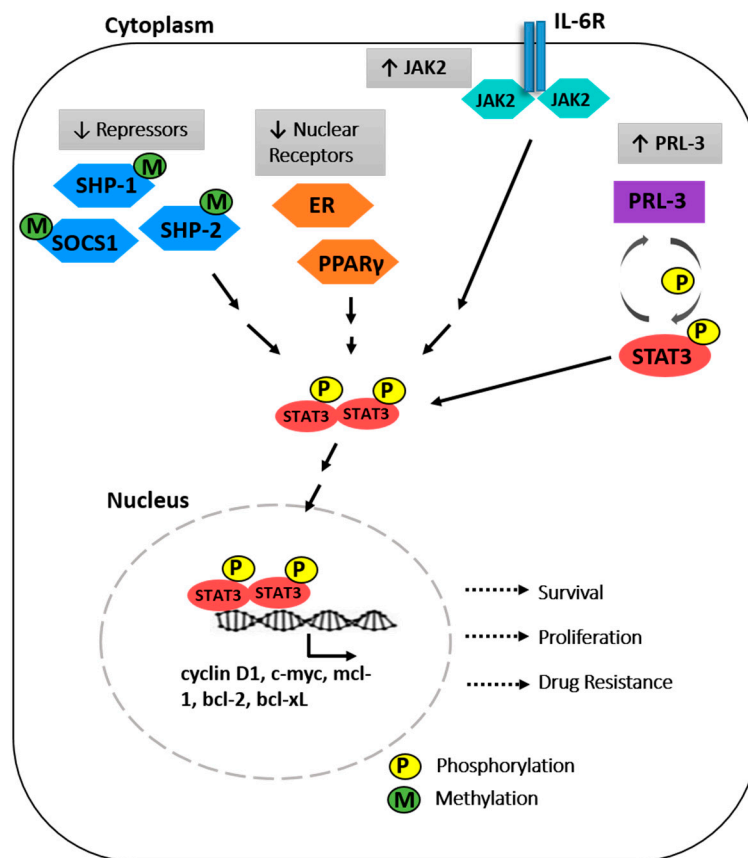 Cytoplasm
IL-6R
↑ JAK2
JAK2
JAK2
↓ Repressors
↓ Nuclear
Receptors
↑ PRL-3
M
SHP-1
M
SHP-2
M
SOCS1
ER
PPARγ
PRL-3
P
P
STAT3
P
P
STAT3
STAT3
Nucleus
P
P
STAT3
STAT3
cyclin D1, c-myc, mcl-
1, bcl-2, bcl-xL
Survival
Proliferation
Drug Resistance
P Phosphorylation
M Methylation